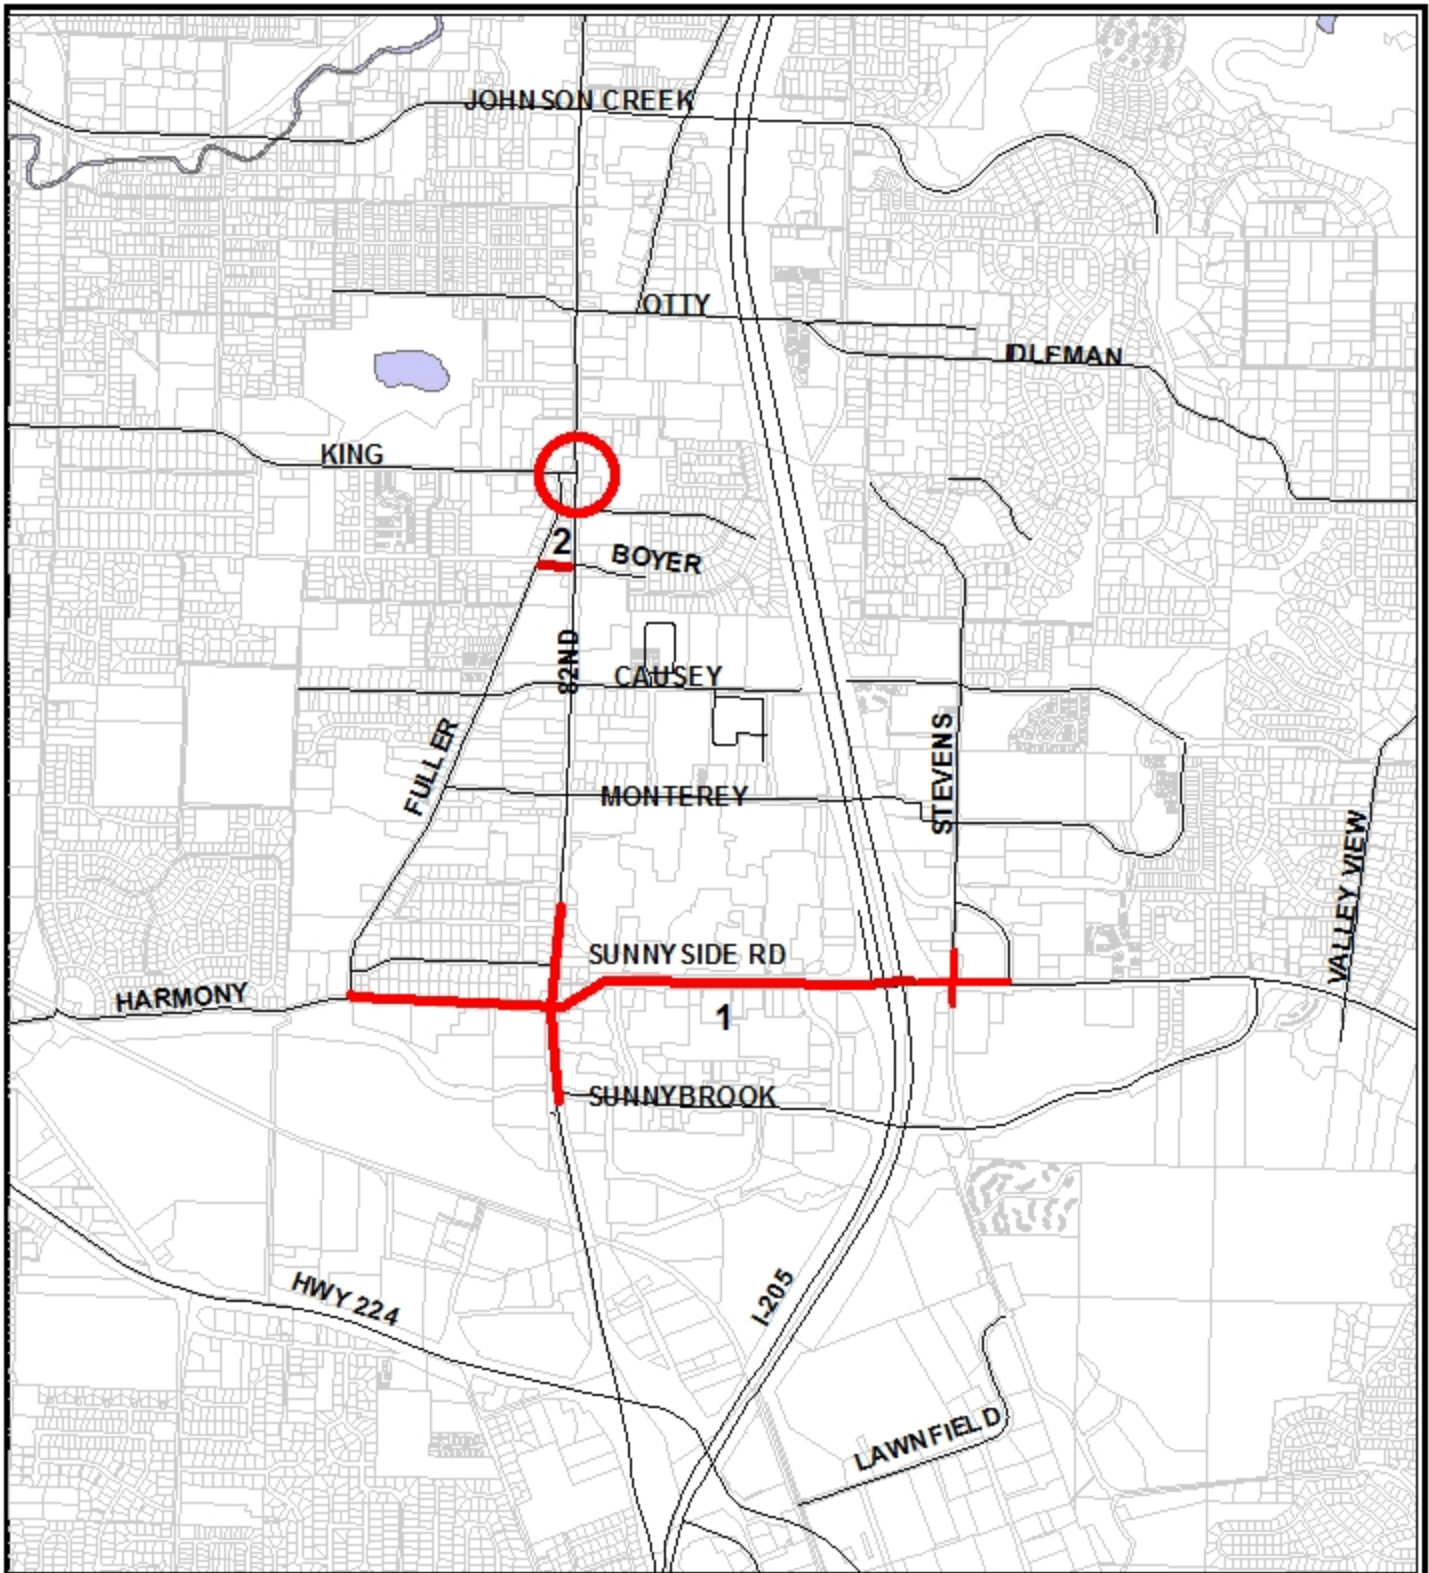 JOHNSON CREEK
OTTY
IDLEMAN
KING
2
BOYER
82ND
CAUSEY
FULLER
STEVENS
MONTEREY
VALLEY VIEW
SUNNYSIDE RD
HARMONY
1
SUNNYBROOK
HWY 224
I-205
LAWNFIELD